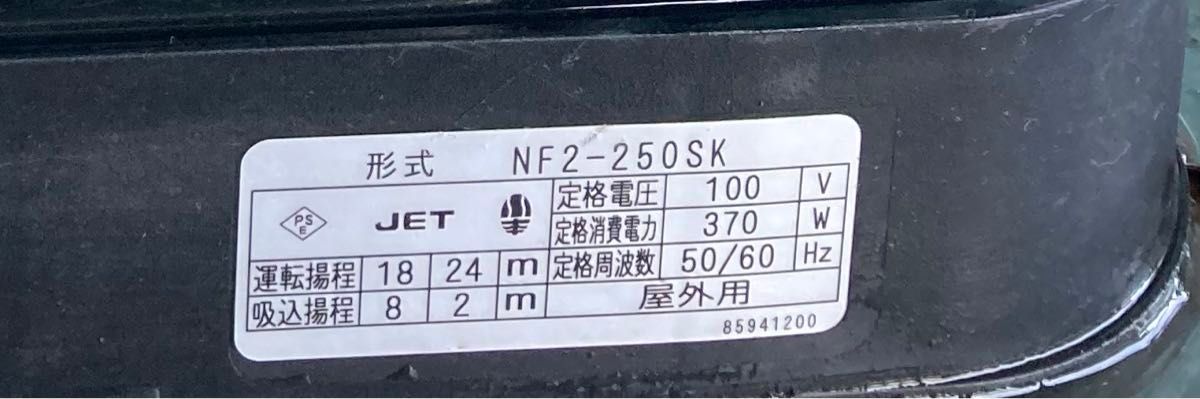 形式 NF2-250SK
PS
E
JET
定格電圧 100 V
定格消費電力 370 W
運転揚程 18 24 m
定格周波数 50/60 Hz
吸込揚程 8 2 m
屋外用
85941200